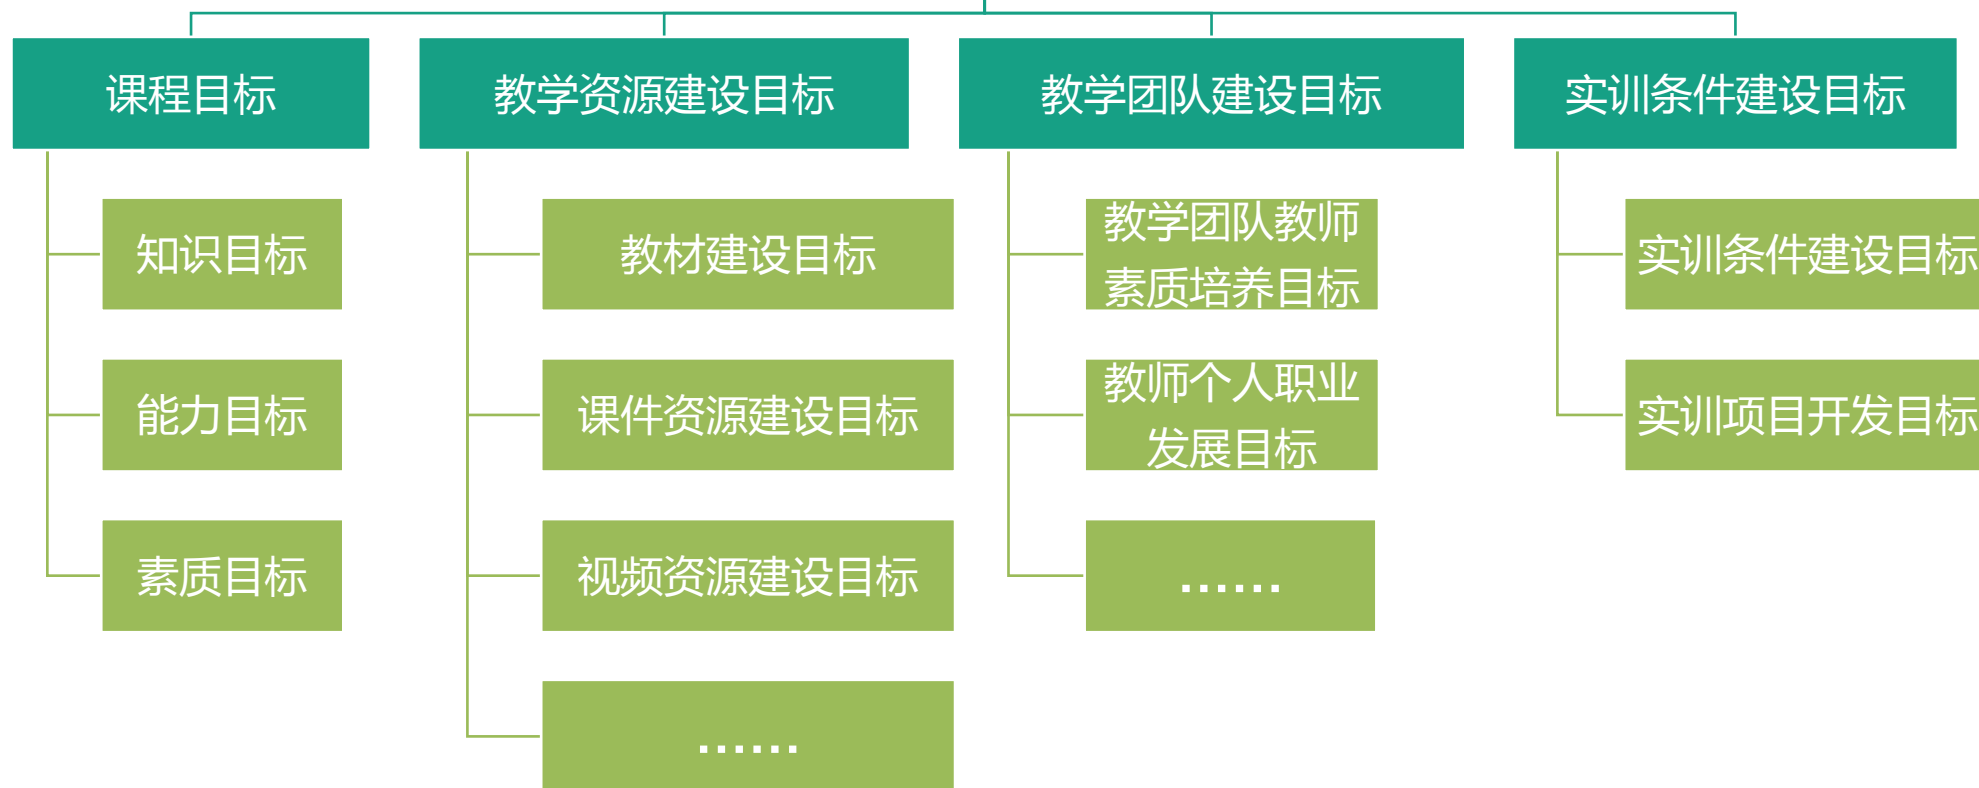 课程目标
知识目标
能力目标
素质目标
教学资源建设目标
教材建设目标
课件资源建设目标
视频资源建设目标
……
教学团队建设目标
教学团队教师
素质培养目标
教师个人职业
发展目标
……
实训条件建设目标
实训条件建设目标
实训项目开发目标